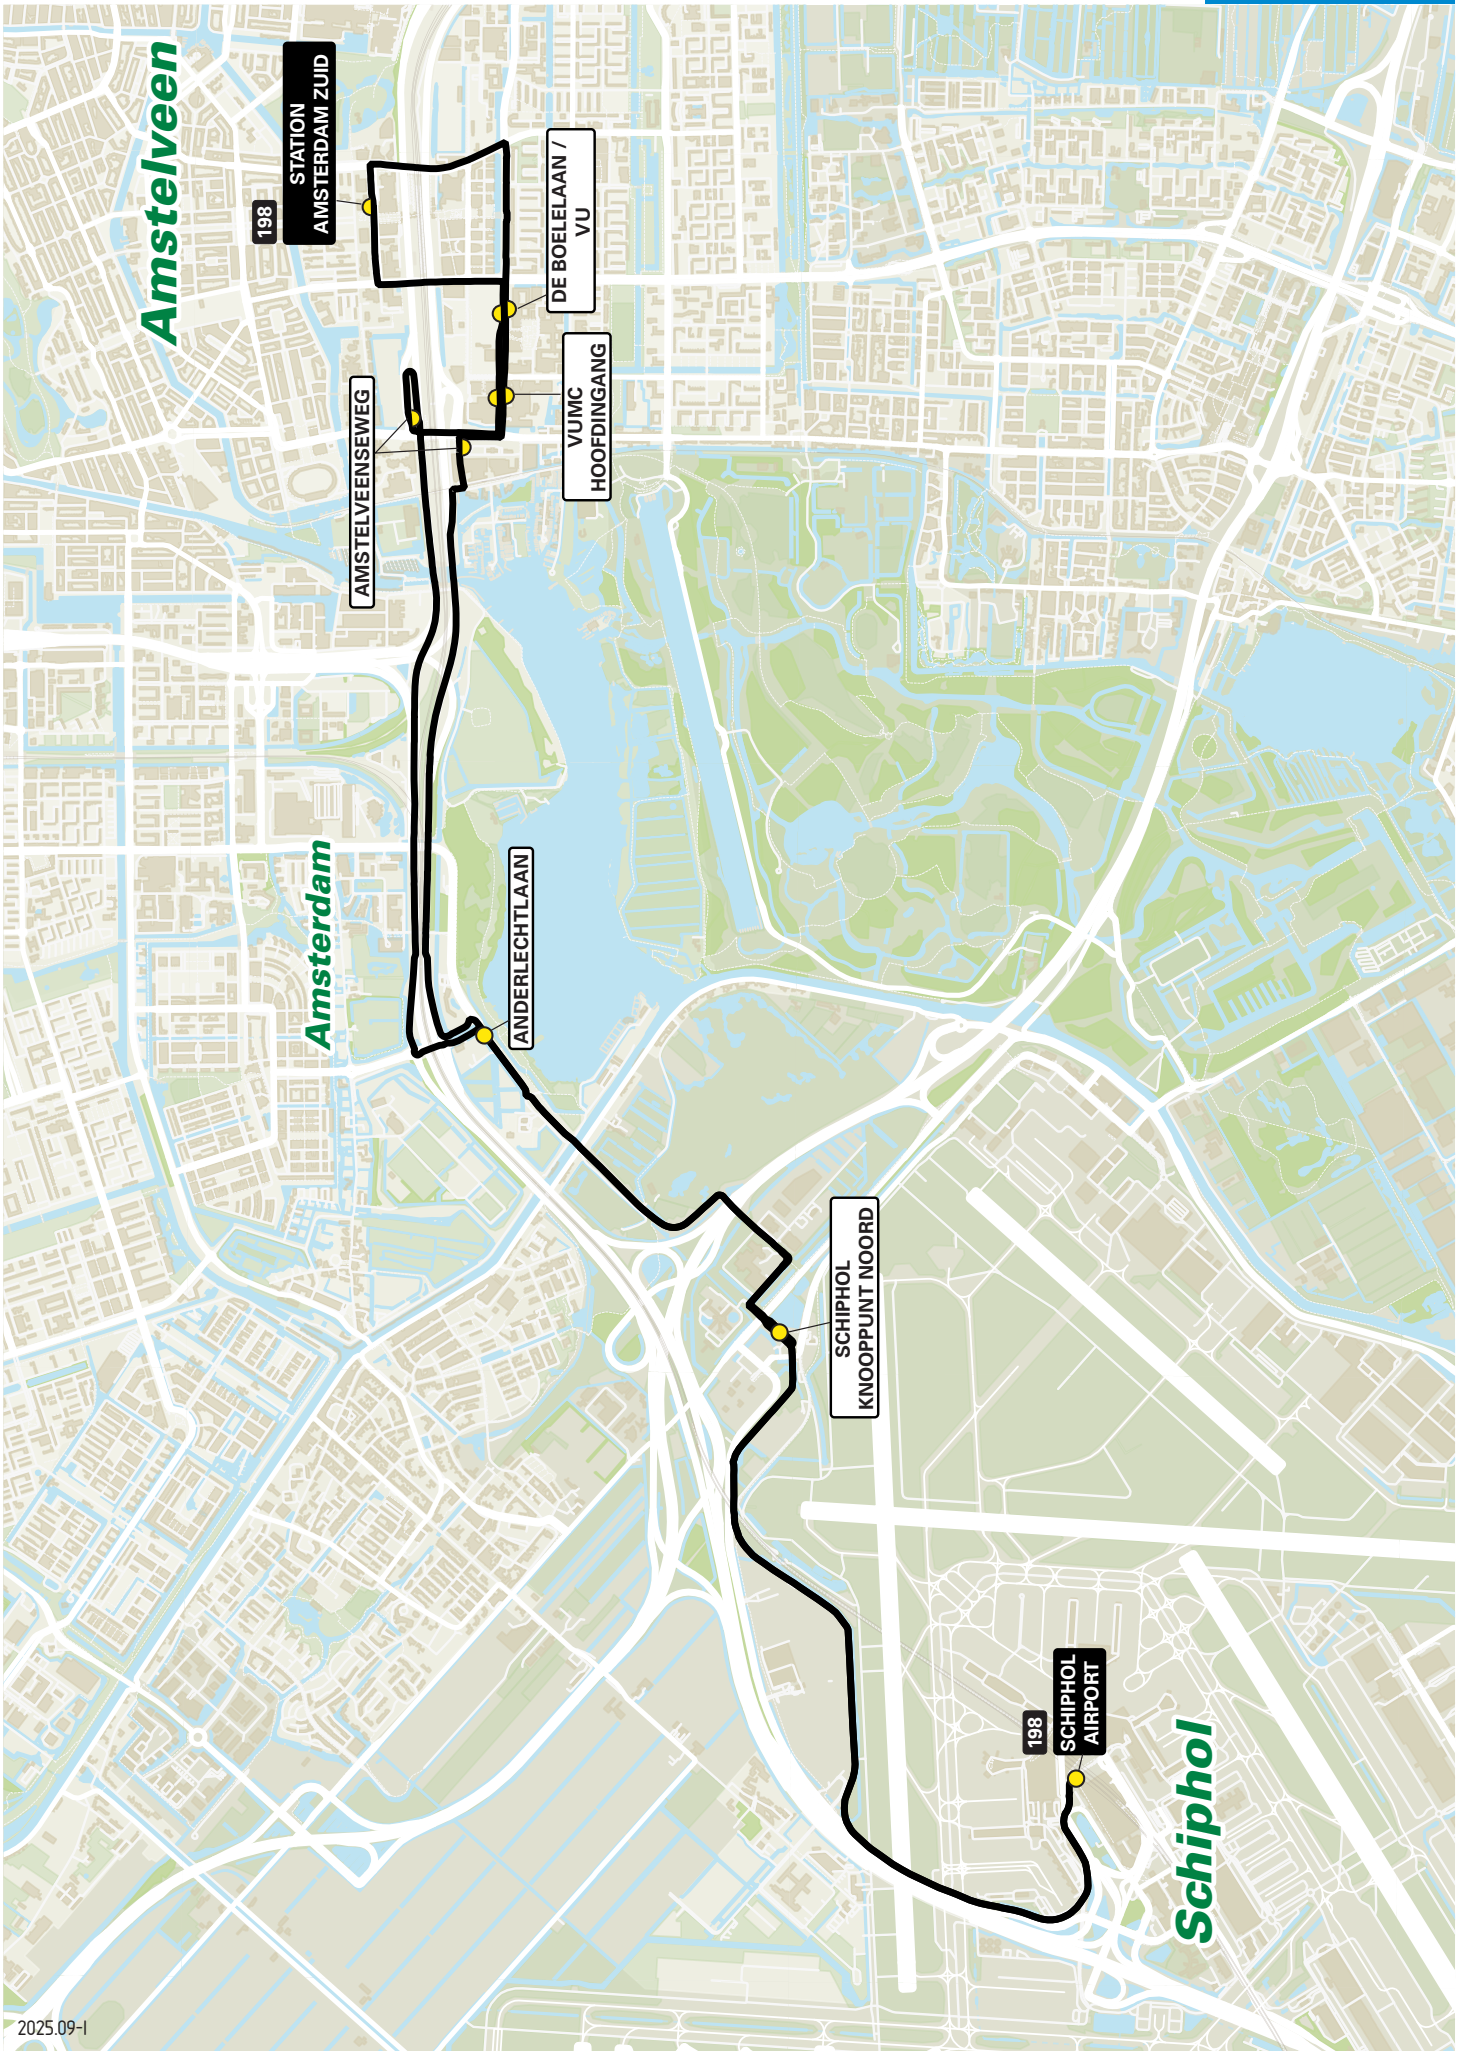 Amstelveen
198
STATION
AMSTERDAM ZUID
DE BOELELAAN /
VU
VUMC
HOOFDINGANG
AMSTELVEENSEWEG
Amsterdam
ANDERLECHTLAAN
SCHIPHOL
KNOOPPUNT NOORD
198
SCHIPHOL
AIRPORT
Schiphol
2025.09-I